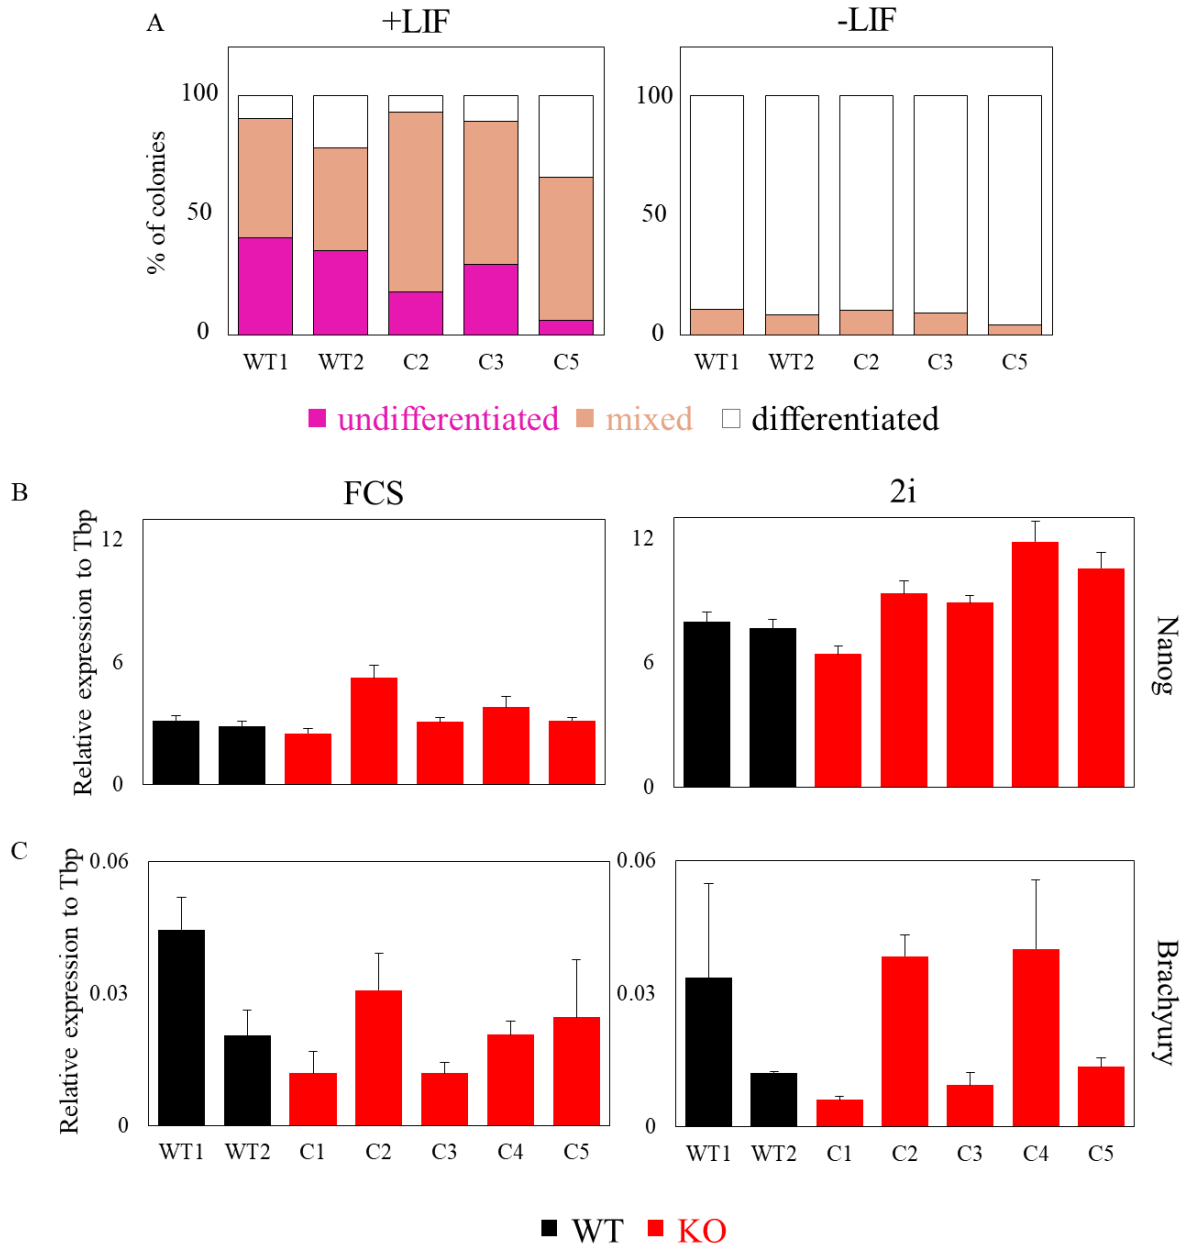 A
+LIF
-LIF
% of colonies
100
50
0
100
50
0
WT1 WT2 C2 C3 C5
WT1 WT2 C2 C3 C5
undifferentiated mixed differentiated
B
FCS
2i
Relative expression to Tbp
12
6
0
12
6
0
Nanog
C
Relative expression to Tbp
0.06
0.03
0
0.06
0.03
0
Brachyury
WT1 WT2 C1 C2 C3 C4 C5
WT1 WT2 C1 C2 C3 C4 C5
WT KO